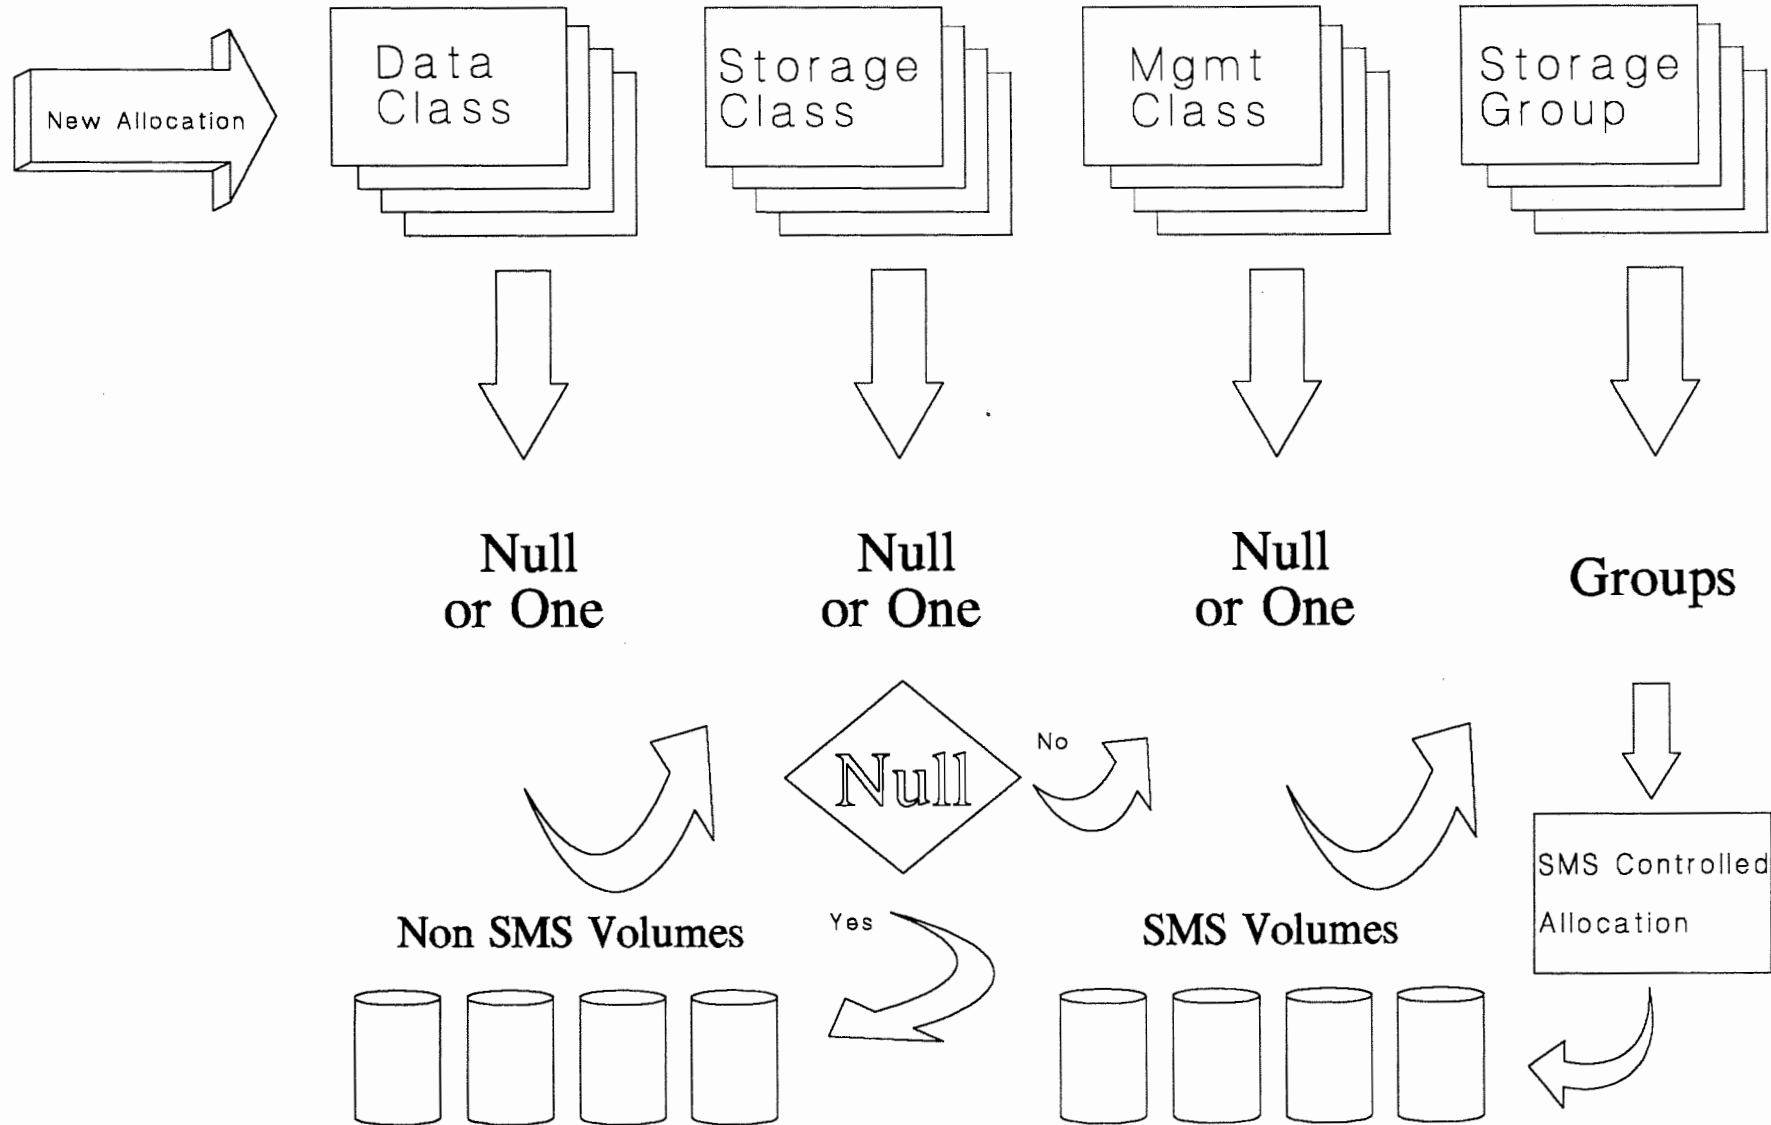 New Allocation
Data
Class
Storage
Class
Mgmt
Class
Storage
Group
Null
or One
Null
or One
Null
or One
Groups
Null
No
Yes
Non SMS Volumes
SMS Volumes
SMS Controlled
Allocation